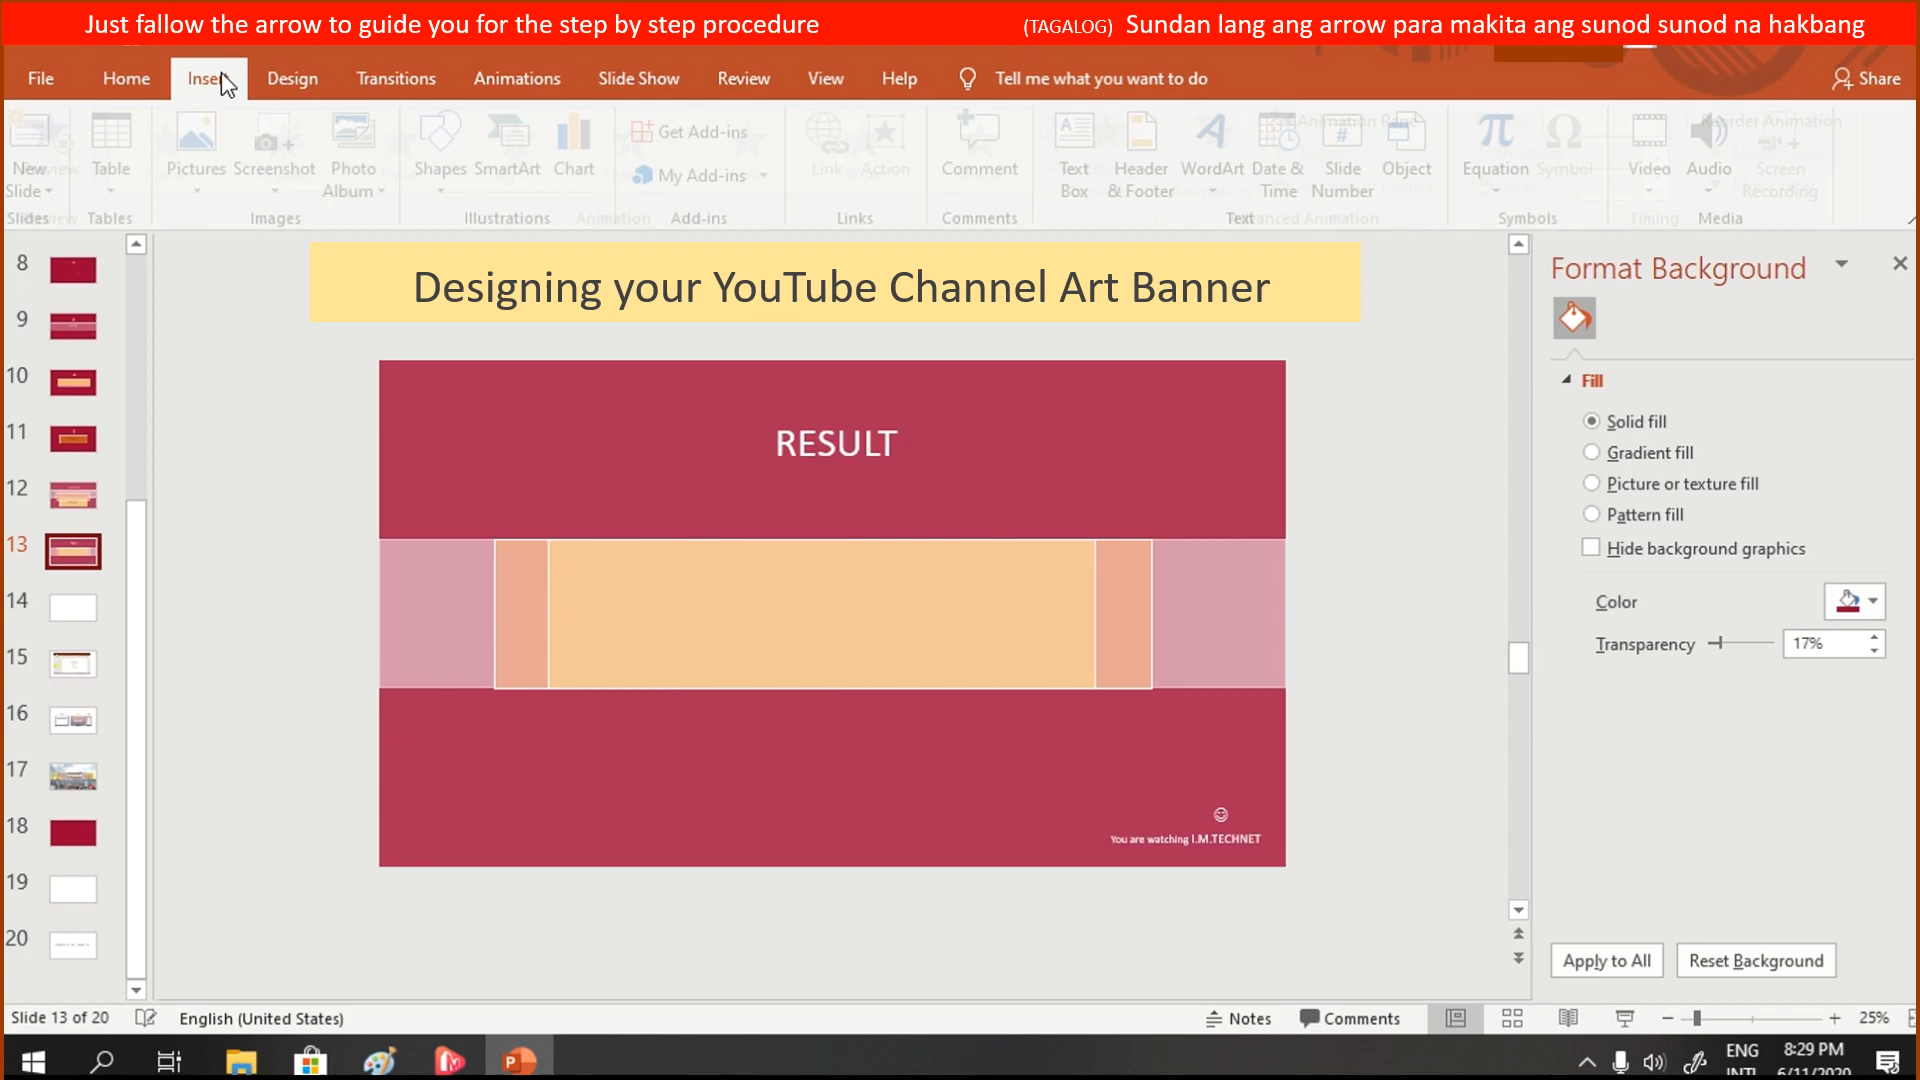 Just fallow the arrow to guide you for the step by step procedure
(TAGALOG) Sundan lang ang arrow para makita ang sunod sunod na hakbang
File Home Design Transitions Animations Slide Show Review View Help Tell me what you want to do Share
New Slide
Table
Pictures
Screenshot
Photo Album
Shapes
SmartArt
Chart
Get Add-ins
My Add-ins
Link
Action
Comment
Text Box
Header & Footer
WordArt
Date & Time
Slide Number
Object
Equation
Symbol
Video
Audio
Screen Recording
Slides Tables Images Illustrations Animation Add-ins Links Comments Text Symbols Timing Media
8
9
10
11
12
13
14
15
16
17
18
19
20
Designing your YouTube Channel Art Banner
RESULT
You are watching I.M.TECHNET
Format Background
Fill
Solid fill
Gradient fill
Picture or texture fill
Pattern fill
Hide background graphics
Color
Transparency 17%
Apply to All Reset Background
Slide 13 of 20 English (United States) Notes Comments 25%
ENG 8:29 PM
INTL 6/11/2020